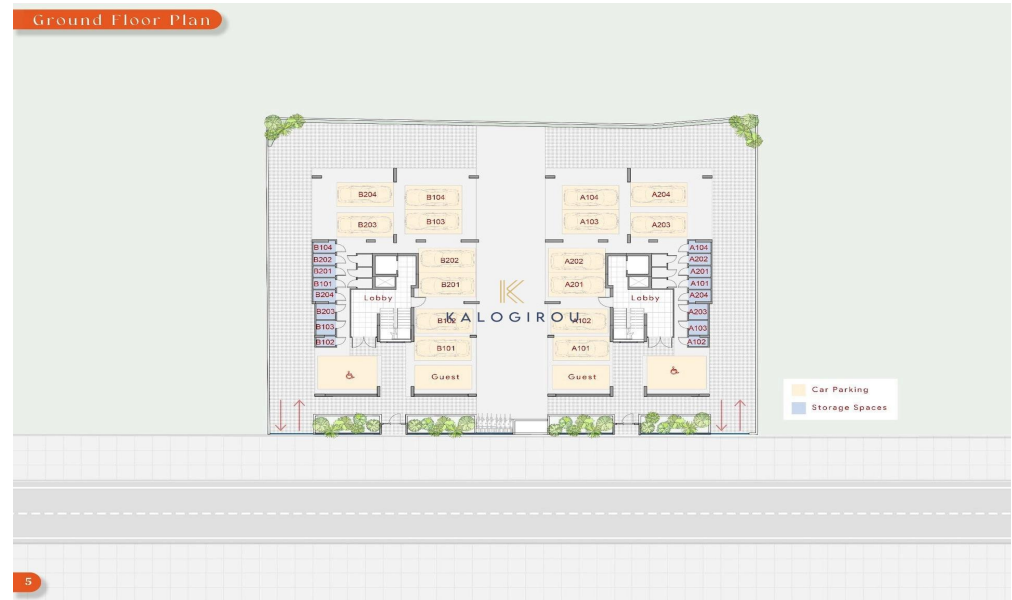 Ground Floor Plan
B204
B104
A104
A204
B203
B103
A103
A203
B104
B202
B201
B101
B204
B203
B103
B102
B202
B201
B102
B101
Guest
Lobby
KALOGIROU
A202
A201
A102
A101
Guest
Lobby
A104
A202
A201
A101
A204
A203
A103
A102
Car Parking
Storage Spaces
5